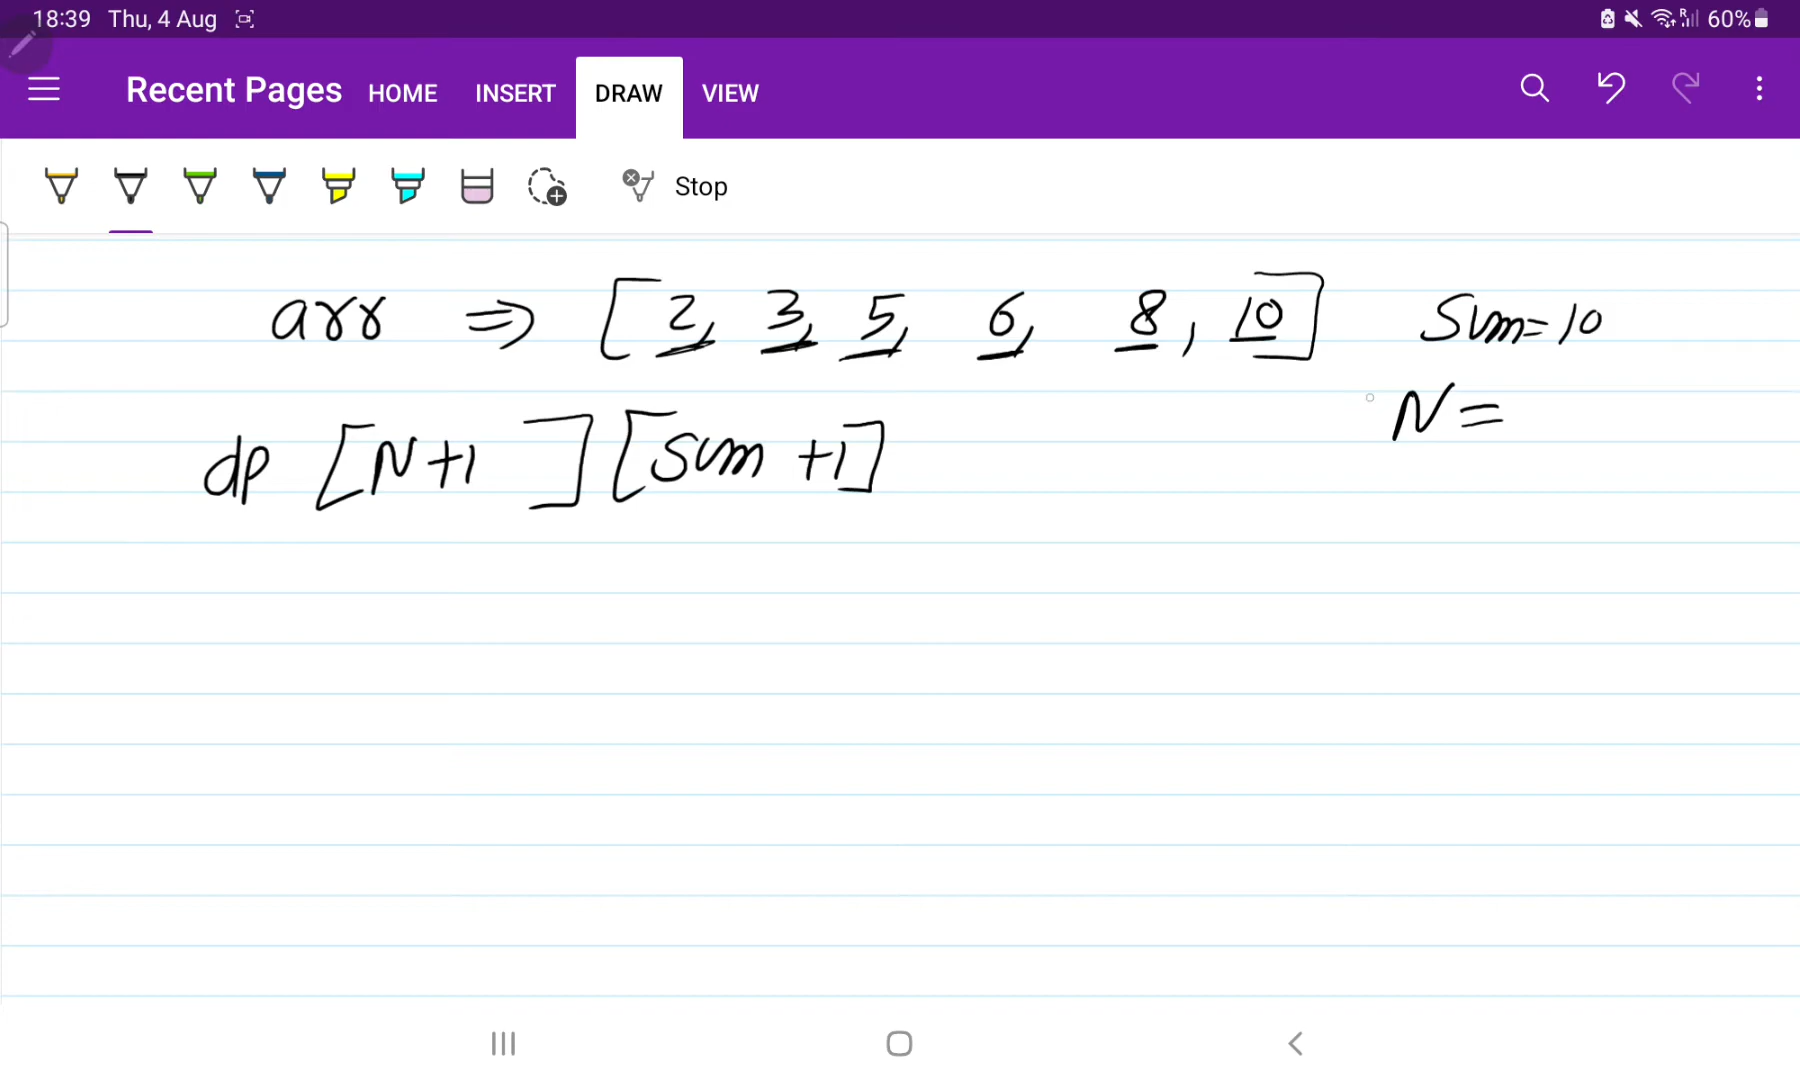 18:39 Thu, 4 Aug R 60%
Recent Pages HOME INSERT DRAW VIEW
Stop
arr ⇒ [2, 3, 5, 6, 8, 10] Sum=10
N=
dp [N+1 ][Sum +1]